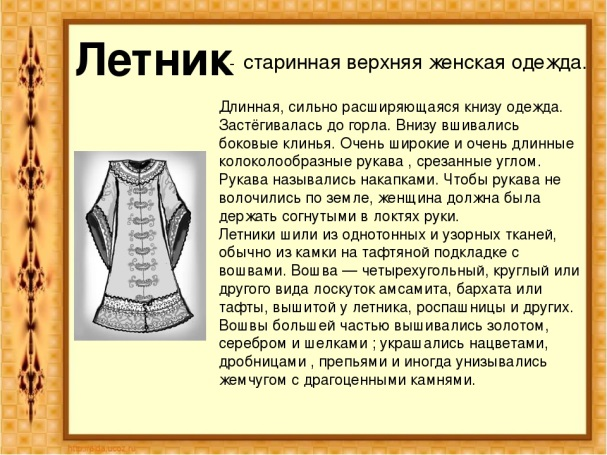 Летник - старинная верхняя женская одежда.
Длинная, сильно расширяющаяся книзу одежда.
Застёгивалась до горла. Внизу вшивались
боковые клинья. Очень широкие и очень длинные
колоколообразные рукава , срезанные углом.
Рукава назывались накапками. Чтобы рукава не
волочились по земле, женщина должна была
держать согнутыми в локтях руки.
Летники шили из однотонных и узорных тканей,
обычно из камки на тафтяной подкладке с
вошвами. Вошва — четырехугольный, круглый или
другого вида лоскуток амсамита, бархата или
тафты, вышитой у летника, роспашницы и других.
Вошвы большей частью вышивались золотом,
серебром и шелками ; украшались нацветами,
дробницами , препьями и иногда унизывались
жемчугом с драгоценными камнями.